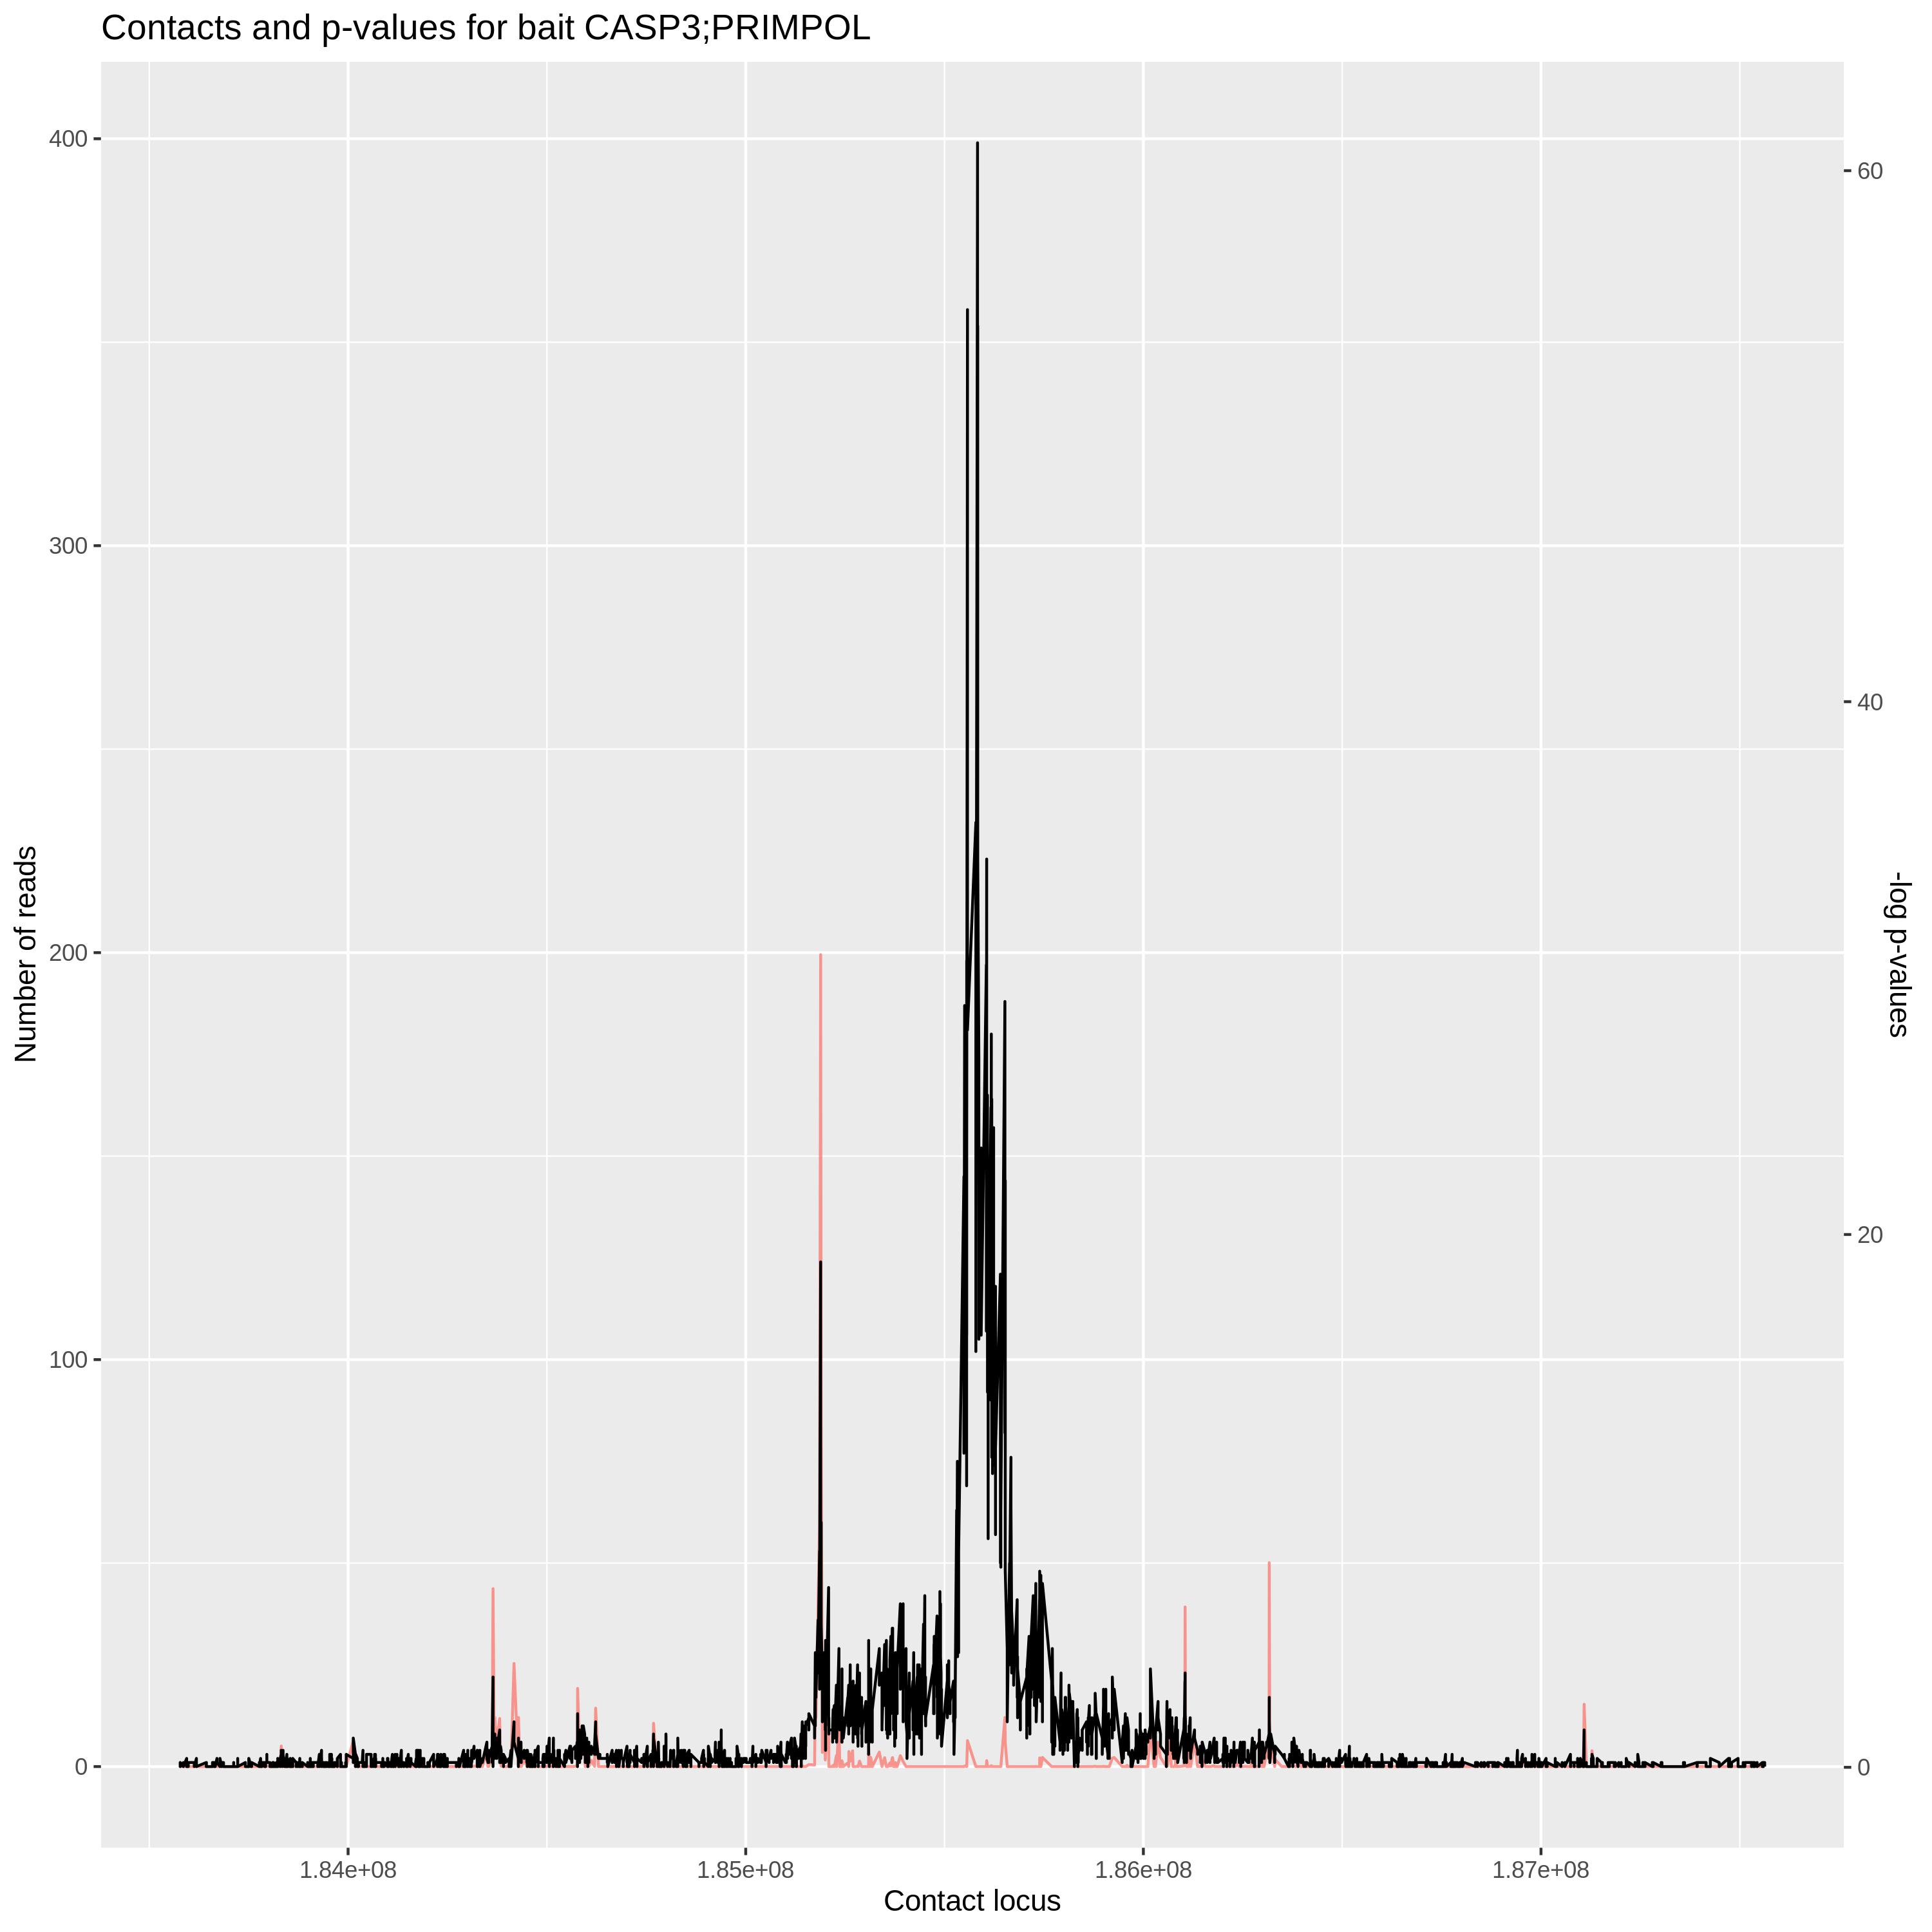 Contacts and p-values for bait CASP3;PRIMPOL
400
300
200
100
0
Number of reads
60
40
20
0
-log p-values
1.84e+08
1.85e+08
1.86e+08
1.87e+08
Contact locus